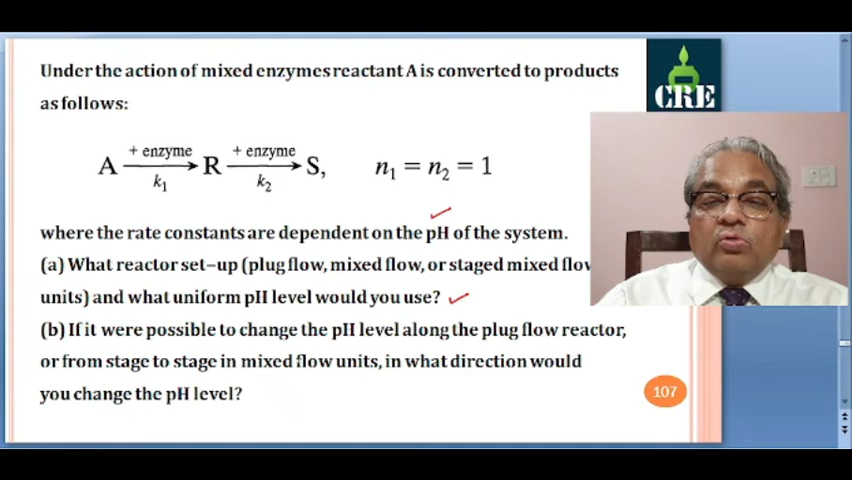 Under the action of mixed enzymes reactant A is converted to products
as follows:
CRE
A + enzyme → k₁ R + enzyme → k₂ S, n₁ = n₂ = 1
where the rate constants are dependent on the pH of the system.
(a) What reactor set–up (plug flow, mixed flow, or staged mixed flow
units) and what uniform pH level would you use?
(b) If it were possible to change the pH level along the plug flow reactor,
or from stage to stage in mixed flow units, in what direction would
you change the pH level?
107